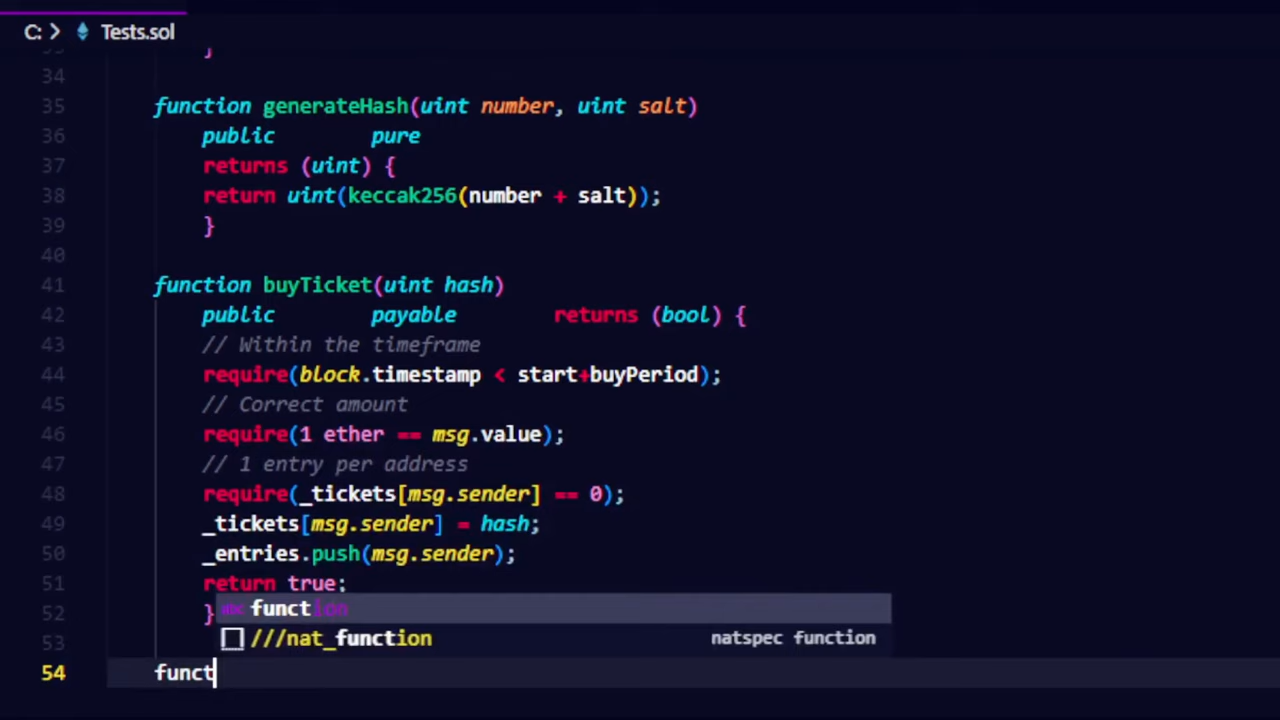 C: > Tests.sol
33 }
34
35 function generateHash(uint number, uint salt)
36 public pure
37 returns (uint) {
38 return uint(keccak256(number + salt));
39 }
40
41 function buyTicket(uint hash)
42 public payable returns (bool) {
43 // Within the timeframe
44 require(block.timestamp < start+buyPeriod);
45 // Correct amount
46 require(1 ether == msg.value);
47 // 1 entry per address
48 require(_tickets[msg.sender] == 0);
49 _tickets[msg.sender] = hash;
50 _entries.push(msg.sender);
51 return true;
52 }
abc function
53
///nat_function natspec function
54 funct